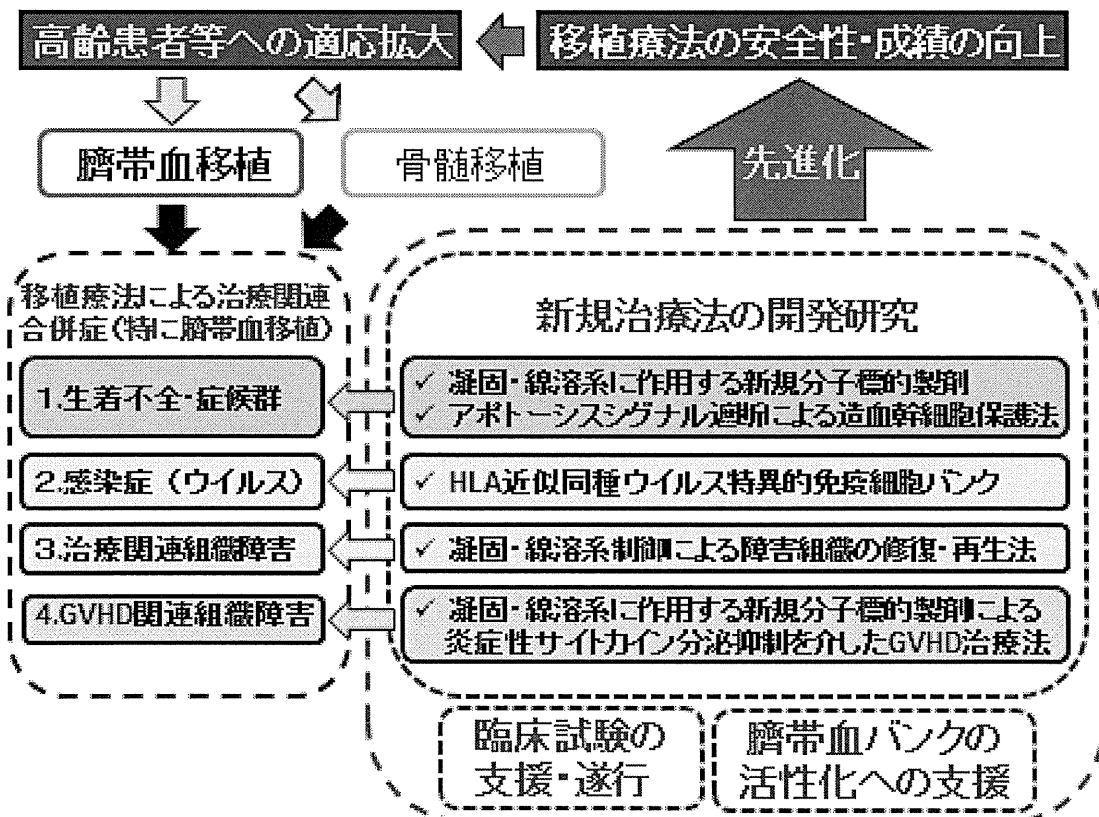 高齢患者等への適応拡大
移植療法の安全性・成績の向上
臍帯血移植
骨髄移植
先進化
移植療法による治療関連
合併症(特に臍帯血移植)
1.生着不全・症候群
2.感染症（ウイルス）
3.治療関連組織障害
4.GVHD関連組織障害
新規治療法の開発研究
✓ 凝固・線溶系に作用する新規分子標的製剤
✓ アポトーシスシグナル遮断による造血幹細胞保護法
✓ HLA近似同種ウイルス特異的免疫細胞バンク
✓ 凝固・線溶系制御による障害組織の修復・再生法
✓ 凝固・線溶系に作用する新規分子標的製剤による
炎症性サイトカイン分泌抑制を介したGVHD治療法
臨床試験の
支援・遂行
臍帯血バンクの
活性化への支援